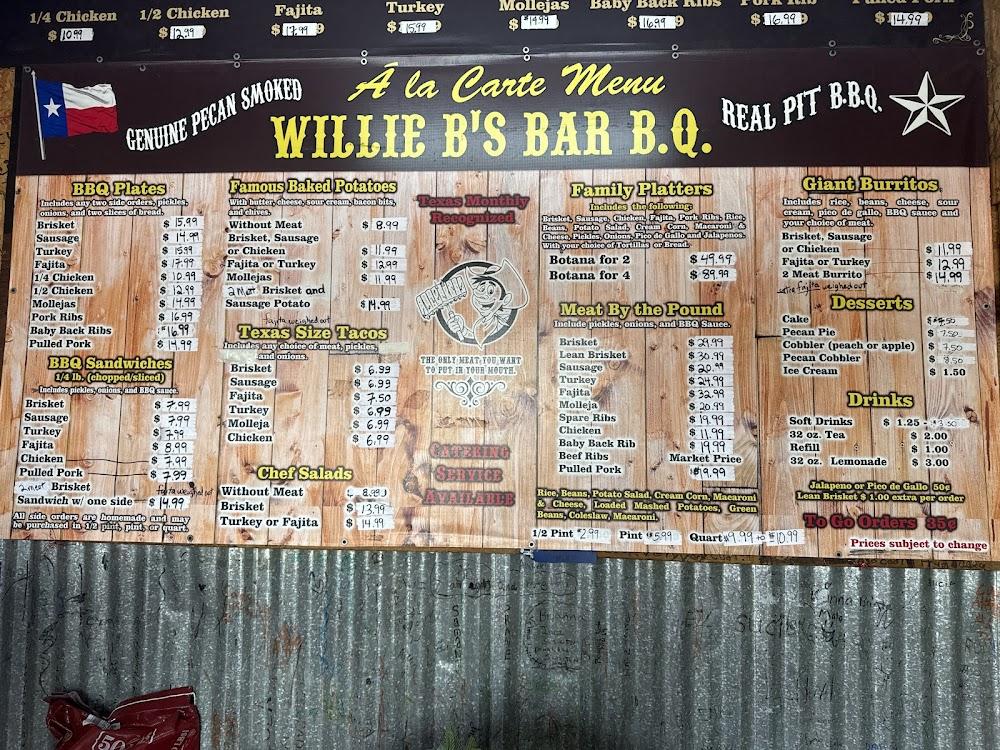 1/4 Chicken $ 10.99
1/2 Chicken $ 12.99
Fajita $ 17.99
Turkey $ 15.99
Mollejas $ 14.99
Baby Back Ribs $ 16.99
Pork Rib $ 16.99
Pulled Pork $ 14.99
GENUINE PECAN SMOKED
Á la Carte Menu
WILLIE B'S BAR B.Q.
REAL PIT B.B.Q.
BBQ Plates
Includes any two side orders, pickles,
onions, and two slices of bread.
Brisket $ 15.99
Sausage $ 14.99
Turkey $ 15.99
Fajita $ 17.99
1/4 Chicken $ 10.99
1/2 Chicken $ 12.99
Mollejas $ 14.99
Pork Ribs $ 16.99
Baby Back Ribs $ 16.99
Pulled Pork $ 14.99
BBQ Sandwiches
1/4 lb. (chopped/sliced)
Includes pickles, onions, and BBQ sauce.
Brisket $ 7.99
Sausage $ 7.99
Turkey $ 7.99
Fajita $ 8.99
Chicken $ 7.99
Pulled Pork $ 7.99
2 meat Brisket
fajita weighed out
Sandwich w/ one side $ 14.99
All side orders are homemade and may
be purchased in 1/2 pint, pint, or quart.
Famous Baked Potatoes
With butter, cheese, sour cream, bacon bits,
and chives.
Without Meat $ 8.99
Brisket, Sausage
or Chicken $ 11.99
Fajita or Turkey $ 12.99
Mollejas $ 11.99
2 Meat Brisket and
Sausage Potato $ 14.99
Fajita weighed out
Texas Size Tacos
Includes any choice of meat, pickles,
and onions.
Brisket $ 6.99
Sausage $ 6.99
Fajita $ 7.50
Turkey $ 6.99
Molleja $ 6.99
Chicken $ 6.99
Chef Salads
Without Meat $ 8.99
Brisket $ 13.99
Turkey or Fajita $ 14.99
Texas Monthly
Recognized
THE ONLY MEAT YOU WANT
TO PUT IN YOUR MOUTH.
CATERING
SERVICE
AVAILABLE
Family Platters
Includes the following:
Brisket, Sausage, Chicken, Fajita, Pork Ribs, Rice,
Beans, Potato Salad, Cream Corn, Macaroni &
Cheese, Pickles, Onions, Pico de Gallo and Jalapenos.
With your choice of Tortillas or Bread.
Botana for 2 $ 49.99
Botana for 4 $ 89.99
Meat By the Pound
Include pickles, onions, and BBQ Sauce.
Brisket $ 29.99
Lean Brisket $ 30.99
Sausage $ 20.99
Turkey $ 24.99
Fajita $ 32.99
Molleja $ 20.99
Spare Ribs $ 19.99
Chicken $ 11.99
Baby Back Rib $ 19.99
Beef Ribs Market Price
Pulled Pork $19.99
Rice, Beans, Potato Salad, Cream Corn, Macaroni
& Cheese, Loaded Mashed Potatoes, Green
Beans, Coleslaw, Macaroni,
1/2 Pint $2.99 Pint $5.99 Quart $9.99 to $10.99
Giant Burritos
Includes rice, beans, cheese, sour
cream, pico de gallo, BBQ sauce and
your choice of meat.
Brisket, Sausage
or Chicken $ 11.99
Fajita or Turkey $ 12.99
2 Meat Burrito $ 14.99
fajita weighed out
Desserts
Cake
Pecan Pie $ 7.50
Cobbler (peach or apple) $ 7.50
Pecan Cobbler $ 8.50
Ice Cream $ 1.50
Drinks
Soft Drinks $ 1.25 -
32 oz. Tea $ 2.00
Refill $ 1.00
32 oz. Lemonade $ 3.00
Jalapeno or Pico de Gallo 50¢
Lean Brisket $ 1.00 extra per order
To Go Orders 35¢
Prices subject to change